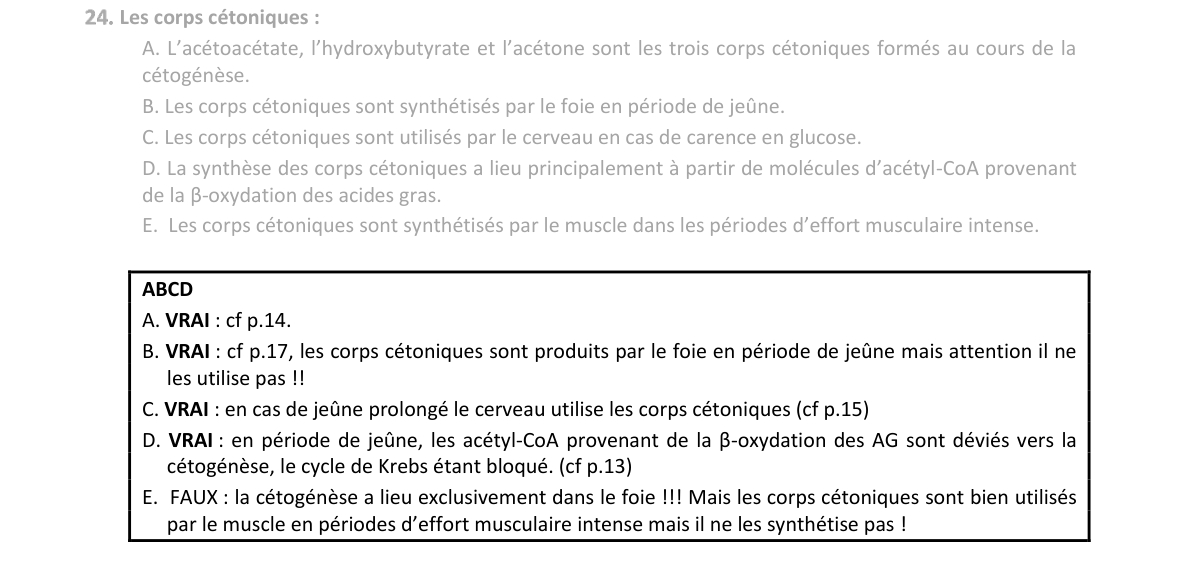 24. Les corps cétoniques :
A. L’acétoacétate, l’hydroxybutyrate et l’acétone sont les trois corps cétoniques formés au cours de la
cétogénèse.
B. Les corps cétoniques sont synthétisés par le foie en période de jeûne.
C. Les corps cétoniques sont utilisés par le cerveau en cas de carence en glucose.
D. La synthèse des corps cétoniques a lieu principalement à partir de molécules d’acétyl-CoA provenant
de la β-oxydation des acides gras.
E. Les corps cétoniques sont synthétisés par le muscle dans les périodes d’effort musculaire intense.
ABCD
A. VRAI : cf p.14.
B. VRAI : cf p.17, les corps cétoniques sont produits par le foie en période de jeûne mais attention il ne
les utilise pas !!
C. VRAI : en cas de jeûne prolongé le cerveau utilise les corps cétoniques (cf p.15)
D. VRAI : en période de jeûne, les acétyl-CoA provenant de la β-oxydation des AG sont déviés vers la
cétogénèse, le cycle de Krebs étant bloqué. (cf p.13)
E. FAUX : la cétogénèse a lieu exclusivement dans le foie !!! Mais les corps cétoniques sont bien utilisés
par le muscle en périodes d’effort musculaire intense mais il ne les synthétise pas !